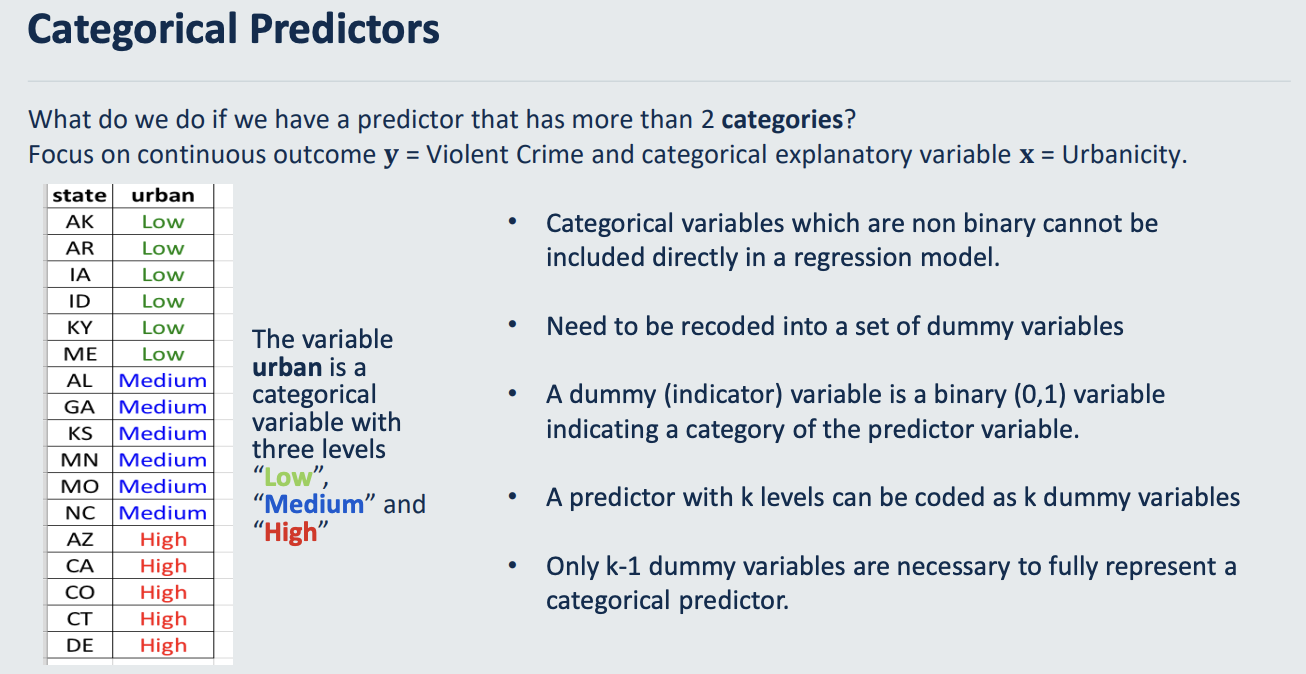 Categorical Predictors
What do we do if we have a predictor that has more than 2 categories?
Focus on continuous outcome y = Violent Crime and categorical explanatory variable x = Urbanicity.
state urban
AK Low
AR Low
IA Low
ID Low
KY Low
ME Low
AL Medium
GA Medium
KS Medium
MN Medium
MO Medium
NC Medium
AZ High
CA High
CO High
CT High
DE High
The variable
urban is a
categorical
variable with
three levels
“Low”,
“Medium” and
“High”
• Categorical variables which are non binary cannot be
included directly in a regression model.
• Need to be recoded into a set of dummy variables
• A dummy (indicator) variable is a binary (0,1) variable
indicating a category of the predictor variable.
• A predictor with k levels can be coded as k dummy variables
• Only k-1 dummy variables are necessary to fully represent a
categorical predictor.